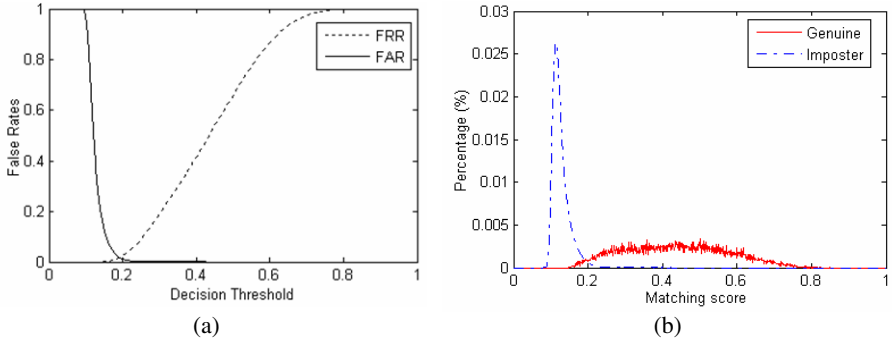 1
0.8
0.6
0.4
0.2
0
False Rates
FRR
FAR
0
0.2
0.4
0.6
0.8
1
Decision Threshold
(a)
0.03
0.025
0.02
0.015
0.01
0.005
0
Percentage (%)
Genuine
Imposter
0
0.2
0.4
0.6
0.8
1
Matching score
(b)